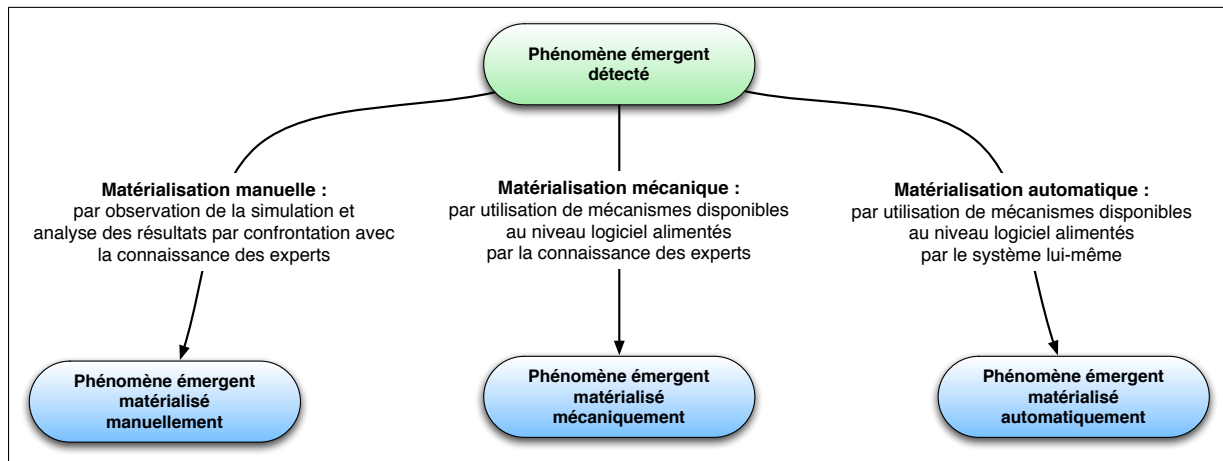 Phénomène émergent
détecté
Matérialisation manuelle :
par observation de la simulation et
analyse des résultats par confrontation avec
la connaissance des experts
Matérialisation mécanique :
par utilisation de mécanismes disponibles
au niveau logiciel alimentés
par la connaissance des experts
Matérialisation automatique :
par utilisation de mécanismes disponibles
au niveau logiciel alimentés
par le système lui-même
Phénomène émergent
matérialisé
manuellement
Phénomène émergent
matérialisé
mécaniquement
Phénomène émergent
matérialisé
automatiquement